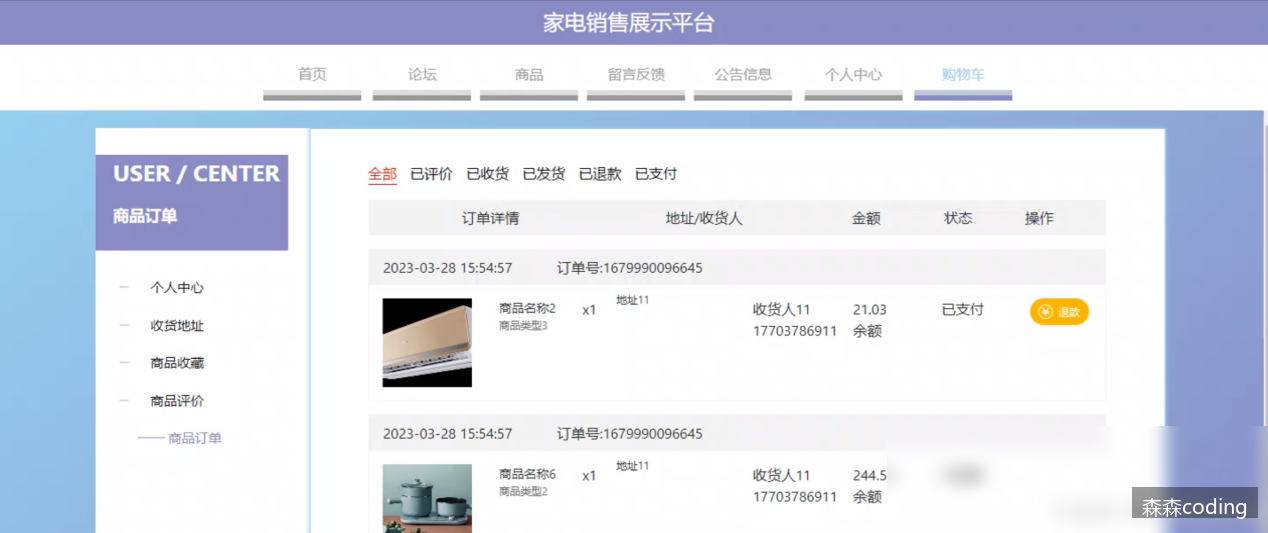 家电销售展示平台
首页 论坛 商品 留言反馈 公告信息 个人中心 购物车
USER / CENTER
商品订单
个人中心
收货地址
商品收藏
商品评价
商品订单
全部 已评价 已收货 已发货 已退款 已支付
订单详情 地址/收货人 金额 状态 操作
2023-03-28 15:54:57 订单号:1679990096645
商品名称2 x1 地址11 收货人11 21.03 已支付 退款
商品类型3 17703786911 余额
2023-03-28 15:54:57 订单号:1679990096645
商品名称6 x1 地址11 收货人11 244.5
商品类型2 17703786911 余额
森森coding